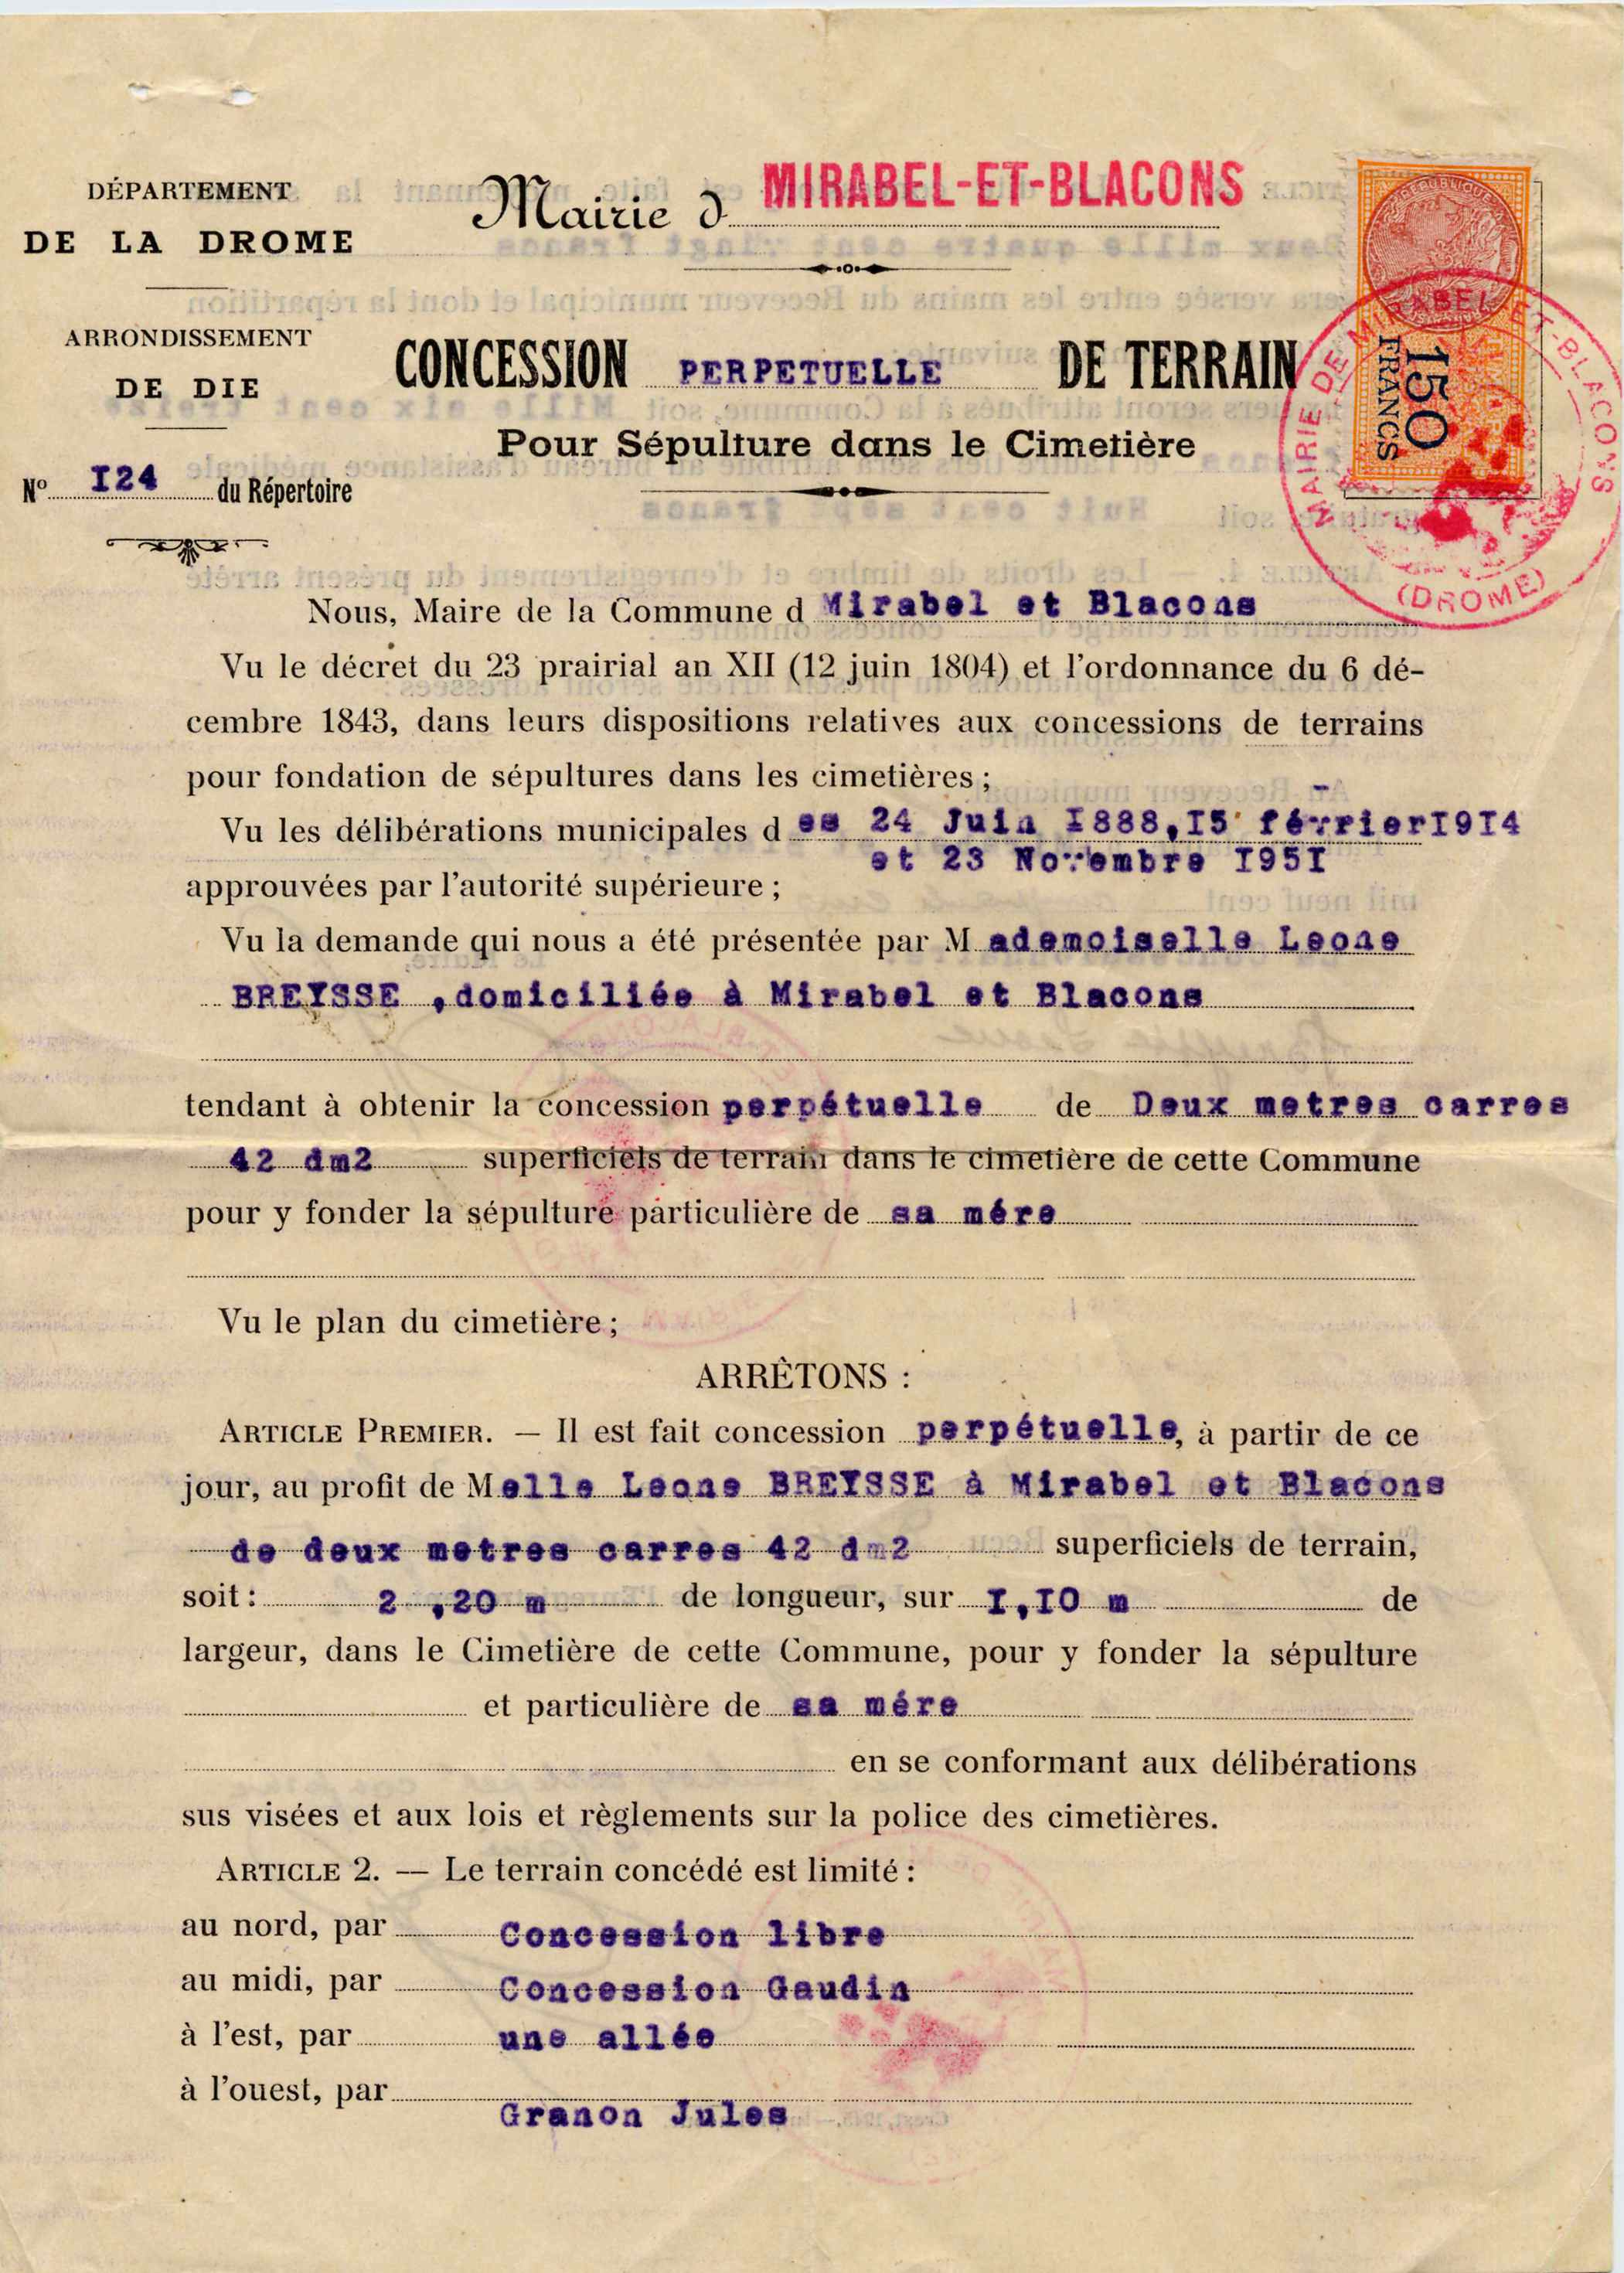 DÉPARTEMENT
DE LA DROME
ARRONDISSEMENT
DE DIE
N° I24 du Répertoire
Mairie d MIRABEL-ET-BLACONS
CONCESSION PERPETUELLE DE TERRAIN
Pour Sépulture dans le Cimetière
150
FRANCS
MAIRIE DE MIRABEL-ET-BLACONS
(DROME)
Nous, Maire de la Commune d Mirabel et Blacons
Vu le décret du 23 prairial an XII (12 juin 1804) et l'ordonnance du 6 dé-
cembre 1843, dans leurs dispositions relatives aux concessions de terrains
pour fondation de sépultures dans les cimetières ;
Vu les délibérations municipales d es 24 Juin I888,I5 février I9I4
et 23 Novembre I95I
approuvées par l'autorité supérieure ;
Vu la demande qui nous a été présentée par M ademoiselle Leone
BREYSSE ,domiciliée à Mirabel et Blacons
tendant à obtenir la concession perpétuelle de Deux metres carres
42 dm2 superficiels de terrain dans le cimetière de cette Commune
pour y fonder la sépulture particulière de sa mére
Vu le plan du cimetière ;
ARRÊTONS :
ARTICLE PREMIER. — Il est fait concession perpétuelle, à partir de ce
jour, au profit de Melle Leone BREYSSE à Mirabel et Blacons
de deux metres carres 42 dm2 superficiels de terrain,
soit : 2 ,20 m de longueur, sur I,IO m de
largeur, dans le Cimetière de cette Commune, pour y fonder la sépulture
et particulière de sa mére
en se conformant aux délibérations
sus visées et aux lois et règlements sur la police des cimetières.
ARTICLE 2. — Le terrain concédé est limité :
au nord, par Concession libre
au midi, par Concession Gaudin
à l'est, par une allée
à l'ouest, par
Granon Jules